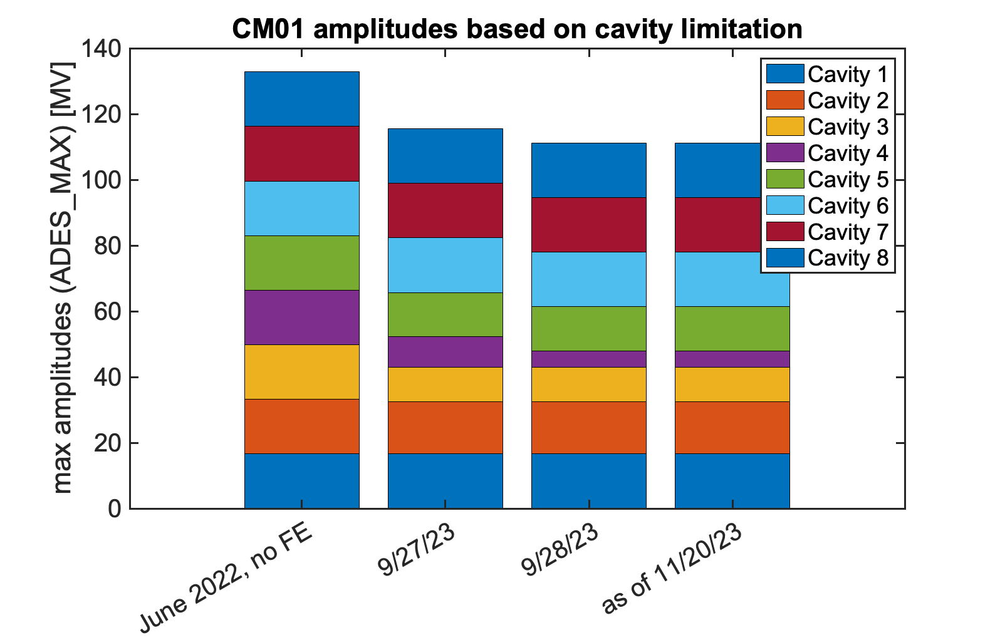 CM01 amplitudes based on cavity limitation
max amplitudes (ADES_MAX) [MV]
140
120
100
80
60
40
20
0
Cavity 1
Cavity 2
Cavity 3
Cavity 4
Cavity 5
Cavity 6
Cavity 7
Cavity 8
June 2022, no FE
9/27/23
9/28/23
as of 11/20/23